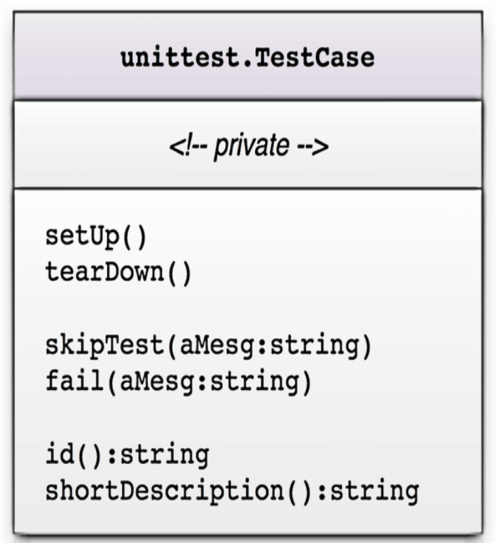 unittest.TestCase
<!-- private -->
setUp()
tearDown()
skipTest(aMesg:string)
fail(aMesg:string)
id():string
shortDescription():string